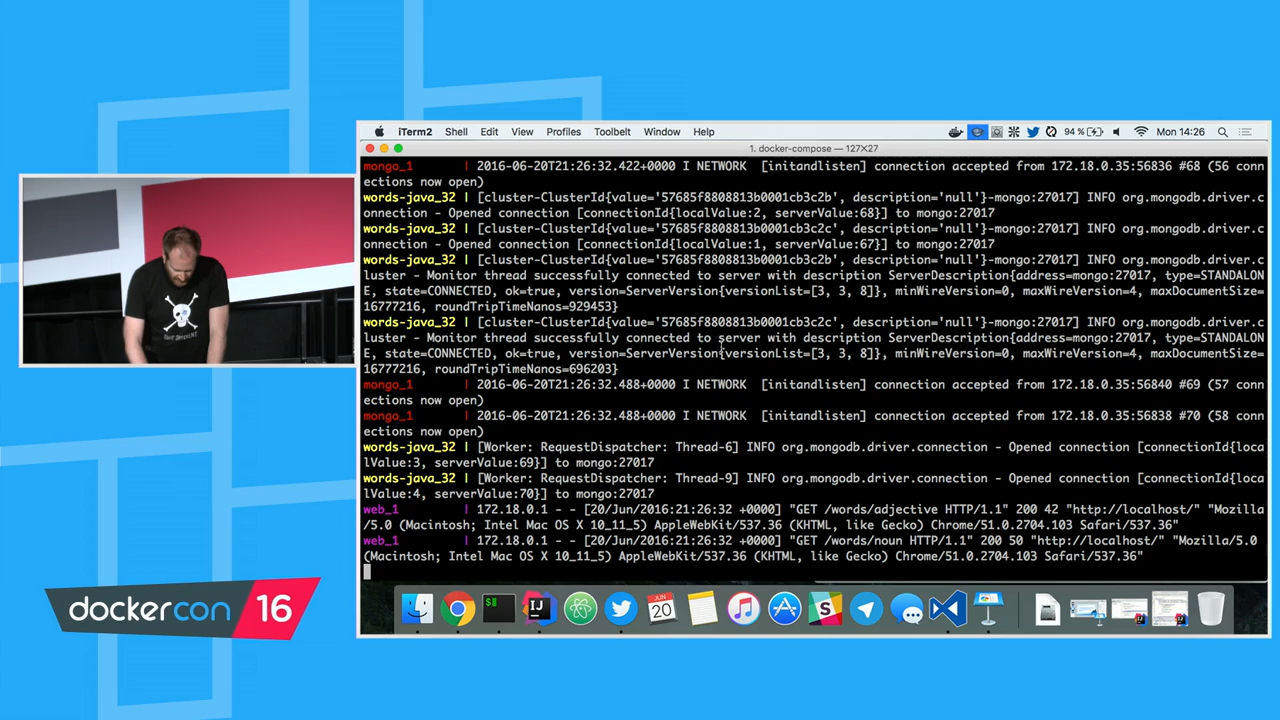 iTerm2 Shell Edit View Profiles Toolbelt Window Help 94% Mon 14:26
1. docker-compose — 127×27
mongo_1 | 2016-06-20T21:26:32.422+0000 I NETWORK [initandlisten] connection accepted from 172.18.0.35:56836 #68 (56 conn
ections now open)
words-java_32 | [cluster-ClusterId{value='57685f8808813b0001cb3c2b', description='null'}-mongo:27017] INFO org.mongodb.driver.c
onnection - Opened connection [connectionId{localValue:2, serverValue:68}] to mongo:27017
words-java_32 | [cluster-ClusterId{value='57685f8808813b0001cb3c2c', description='null'}-mongo:27017] INFO org.mongodb.driver.c
onnection - Opened connection [connectionId{localValue:1, serverValue:67}] to mongo:27017
words-java_32 | [cluster-ClusterId{value='57685f8808813b0001cb3c2b', description='null'}-mongo:27017] INFO org.mongodb.driver.c
luster - Monitor thread successfully connected to server with description ServerDescription{address=mongo:27017, type=STANDALON
E, state=CONNECTED, ok=true, version=ServerVersion{versionList=[3, 3, 8]}, minWireVersion=0, maxWireVersion=4, maxDocumentSize=
16777216, roundTripTimeNanos=929453}
words-java_32 | [cluster-ClusterId{value='57685f8808813b0001cb3c2c', description='null'}-mongo:27017] INFO org.mongodb.driver.c
luster - Monitor thread successfully connected to server with description ServerDescription{address=mongo:27017, type=STANDALON
E, state=CONNECTED, ok=true, version=ServerVersion{versionList=[3, 3, 8]}, minWireVersion=0, maxWireVersion=4, maxDocumentSize=
16777216, roundTripTimeNanos=696203}
mongo_1 | 2016-06-20T21:26:32.488+0000 I NETWORK [initandlisten] connection accepted from 172.18.0.35:56840 #69 (57 conn
ections now open)
mongo_1 | 2016-06-20T21:26:32.488+0000 I NETWORK [initandlisten] connection accepted from 172.18.0.35:56838 #70 (58 conn
ections now open)
words-java_32 | [Worker: RequestDispatcher: Thread-6] INFO org.mongodb.driver.connection - Opened connection [connectionId{loca
lValue:3, serverValue:69}] to mongo:27017
words-java_32 | [Worker: RequestDispatcher: Thread-9] INFO org.mongodb.driver.connection - Opened connection [connectionId{loca
lValue:4, serverValue:70}] to mongo:27017
web_1 | 172.18.0.1 - - [20/Jun/2016:21:26:32 +0000] "GET /words/adjective HTTP/1.1" 200 42 "http://localhost/" "Mozilla
/5.0 (Macintosh; Intel Mac OS X 10_11_5) AppleWebKit/537.36 (KHTML, like Gecko) Chrome/51.0.2704.103 Safari/537.36"
web_1 | 172.18.0.1 - - [20/Jun/2016:21:26:32 +0000] "GET /words/noun HTTP/1.1" 200 50 "http://localhost/" "Mozilla/5.0
(Macintosh; Intel Mac OS X 10_11_5) AppleWebKit/537.36 (KHTML, like Gecko) Chrome/51.0.2704.103 Safari/537.36"
JUN
20
dockercon 16